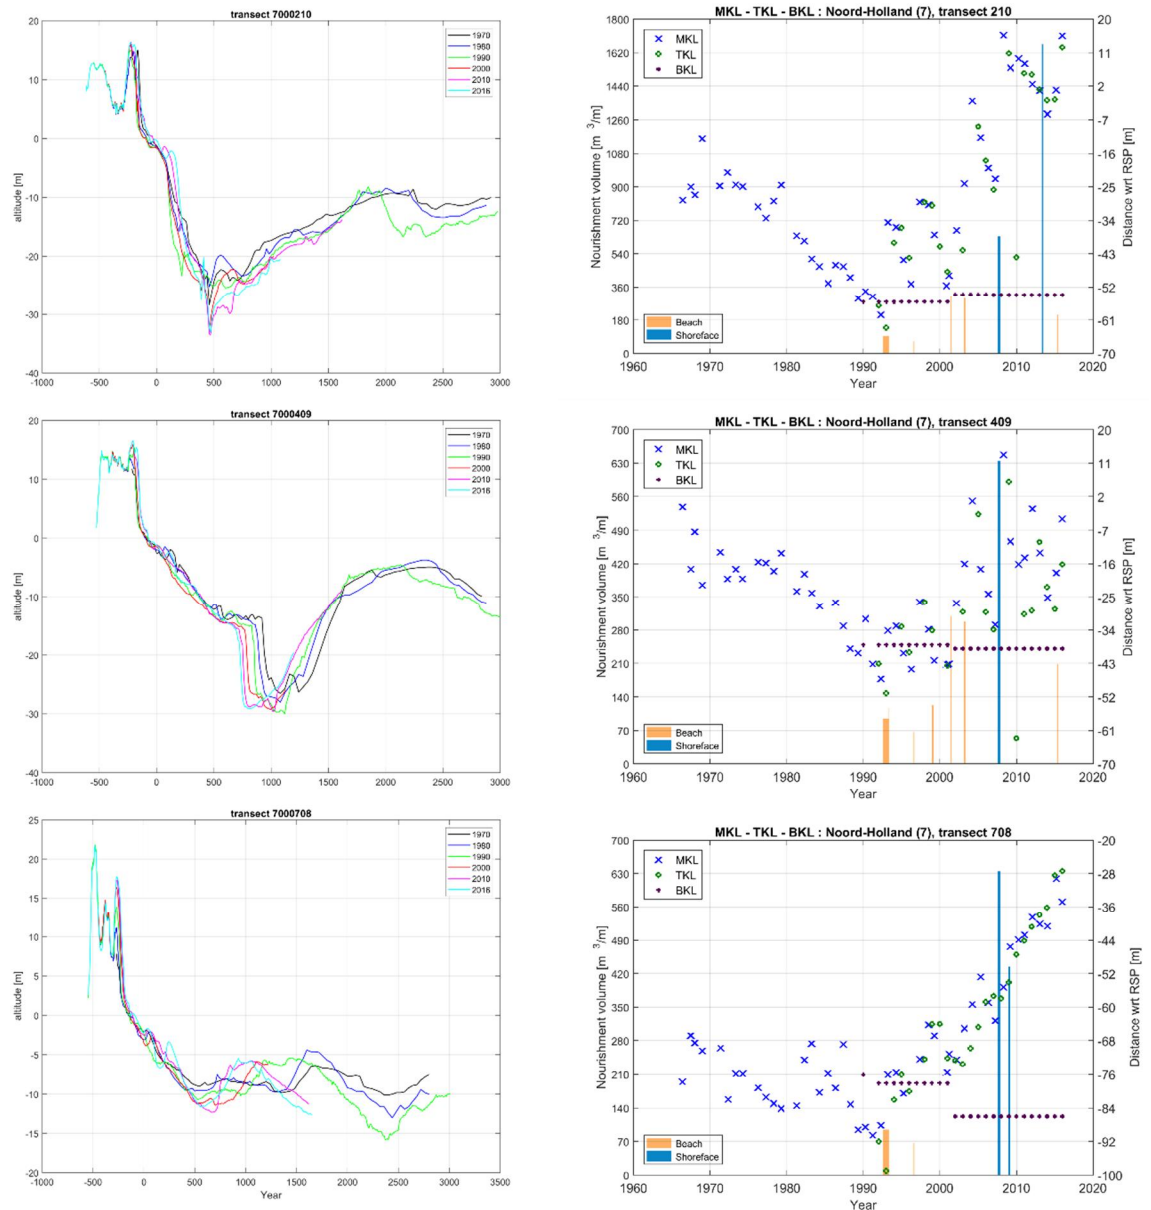 transect 7000210
20
10
0
-10
-20
-30
-40
altitude [m]
-1000 -500 0 500 1000 1500 2000 2500 3000
1970
1980
1990
2000
2010
2016
MKL - TKL - BKL : Noord-Holland (7), transect 210
1800
1620
1440
1260
1080
900
720
540
360
180
0
Nourishment volume [m 3/m]
MKL
TKL
BKL
Beach
Shoreface
20
11
2
-7
-16
-25
-34
-43
-52
-61
-70
Distance wrt RSP [m]
1960 1970 1980 1990 2000 2010 2020
Year
transect 7000409
20
10
0
-10
-20
-30
-40
altitude [m]
-1000 -500 0 500 1000 1500 2000 2500 3000
1970
1980
1990
2000
2010
2016
MKL - TKL - BKL : Noord-Holland (7), transect 409
700
630
560
490
420
350
280
210
140
70
0
Nourishment volume [m 3/m]
MKL
TKL
BKL
Beach
Shoreface
20
11
2
-7
-16
-25
-34
-43
-52
-61
-70
Distance wrt RSP [m]
1960 1970 1980 1990 2000 2010 2020
Year
transect 7000708
25
20
15
10
5
0
-5
-10
-15
-20
altitude [m]
-1000 -500 0 500 1000 1500 2000 2500 3000
Year
1970
1980
1990
2000
2010
2016
MKL - TKL - BKL : Noord-Holland (7), transect 708
700
630
560
490
420
350
280
210
140
70
0
Nourishment volume [m 3/m]
MKL
TKL
BKL
Beach
Shoreface
-20
-28
-36
-44
-52
-60
-68
-76
-84
-92
-100
Distance wrt RSP [m]
1960 1970 1980 1990 2000 2010 2020
Year